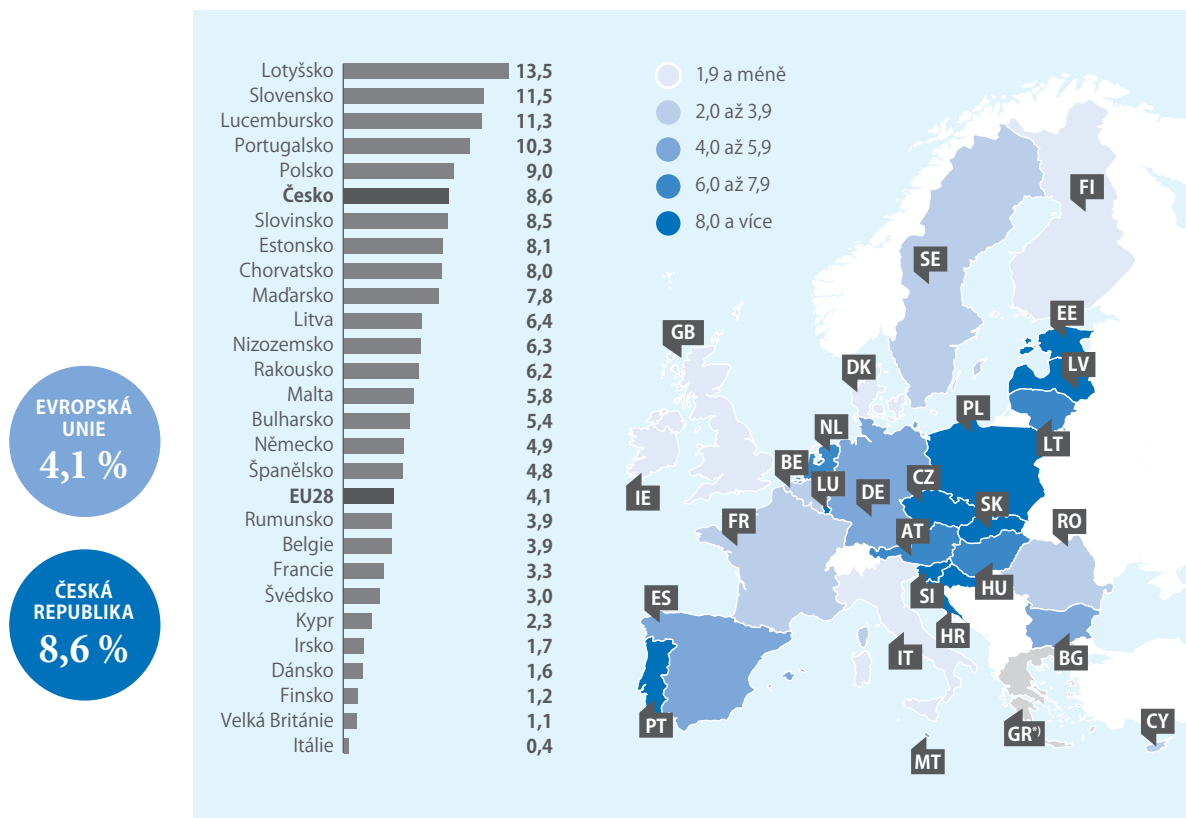 Lotyšsko 13,5
Slovensko 11,5
Lucembursko 11,3
Portugalsko 10,3
Polsko 9,0
Česko 8,6
Slovinsko 8,5
Estonsko 8,1
Chorvatsko 8,0
Maďarsko 7,8
Litva 6,4
Nizozemsko 6,3
Rakousko 6,2
Malta 5,8
Bulharsko 5,4
Německo 4,9
Španělsko 4,8
EU28 4,1
Rumunsko 3,9
Belgie 3,9
Francie 3,3
Švédsko 3,0
Kypr 2,3
Irsko 1,7
Dánsko 1,6
Finsko 1,2
Velká Británie 1,1
Itálie 0,4
EVROPSKÁ
UNIE
4,1 %
ČESKÁ
REPUBLIKA
8,6 %
1,9 a méně
2,0 až 3,9
4,0 až 5,9
6,0 až 7,9
8,0 a více
FI
SE
EE
GB
LV
DK
PL
NL
LT
BE
CZ
LU
DE
IE
SK
FR
RO
AT
HU
SI
ES
HR
IT
BG
PT
CY
GR*)
MT